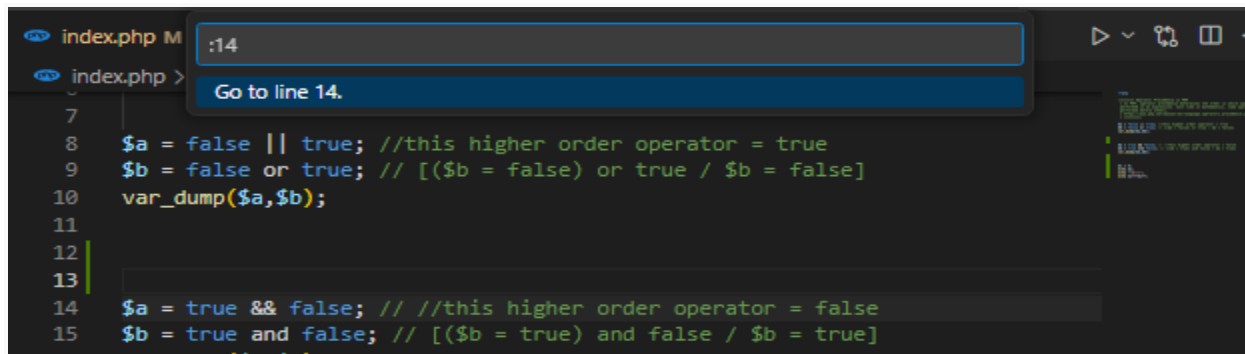 index.php M
:14
index.php >
Go to line 14.
7
8 $a = false || true; //this higher order operator = true
9 $b = false or true; // [($b = false) or true / $b = false]
10 var_dump($a,$b);
11
12
13
14 $a = true && false; // //this higher order operator = false
15 $b = true and false; // [($b = true) and false / $b = true]